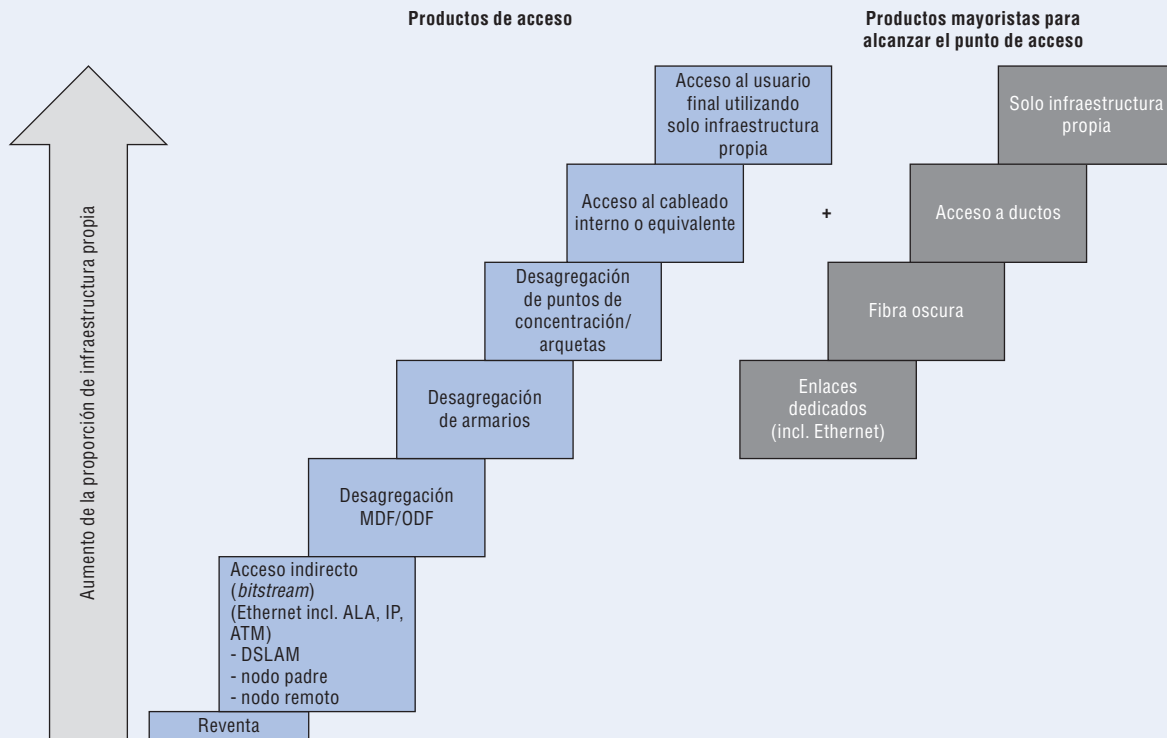 Productos de acceso
Productos mayoristas para
alcanzar el punto de acceso
Aumento de la proporción de infraestructura propia
Acceso al usuario
final utilizando
solo infraestructura
propia
Acceso al cableado
interno o equivalente
Desagregación
de puntos de
concentración/
arquetas
Desagregación
de armarios
Desagregación
MDF/ODF
Acceso indirecto
(bitstream)
(Ethernet incl. ALA, IP,
ATM)
- DSLAM
- nodo padre
- nodo remoto
Reventa
+
Solo infraestructura
propia
Acceso a ductos
Fibra oscura
Enlaces
dedicados
(incl. Ethernet)